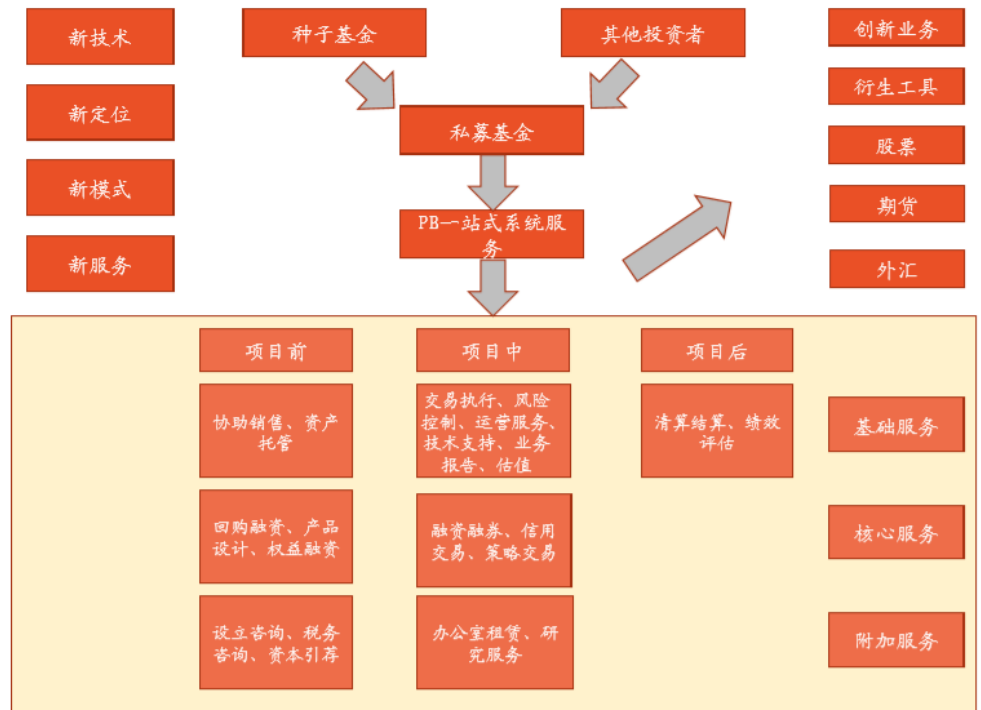 新技术
种子基金
其他投资者
创新业务
新定位
衍生工具
私募基金
股票
新模式
期货
PB一站式系统服
务
新服务
外汇
项目前
项目中
项目后
协助销售、资产
托管
交易执行、风险
控制、运营服务、
技术支持、业务
报告、估值
清算结算、绩效
评估
基础服务
回购融资、产品
设计、权益融资
融资融券、信用
交易、策略交易
核心服务
设立咨询、税务
咨询、资本引荐
办公室租赁、研
究服务
附加服务